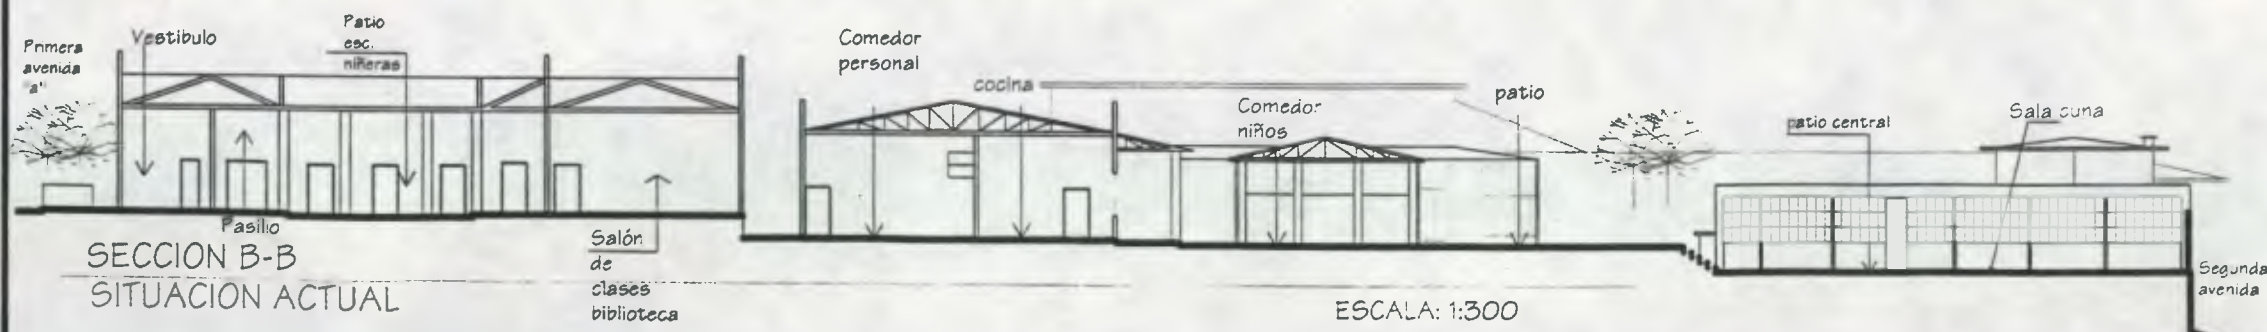 Primera
avenida
"a"
Vestibulo
Patio
esc.
niñeras
Comedor
personal
cocina
Comedor
niños
patio
patio central
Sala cuna
Pasillo
Salón
de
clases
biblioteca
SECCION B-B
SITUACION ACTUAL
ESCALA: 1:300
Segunda
avenida